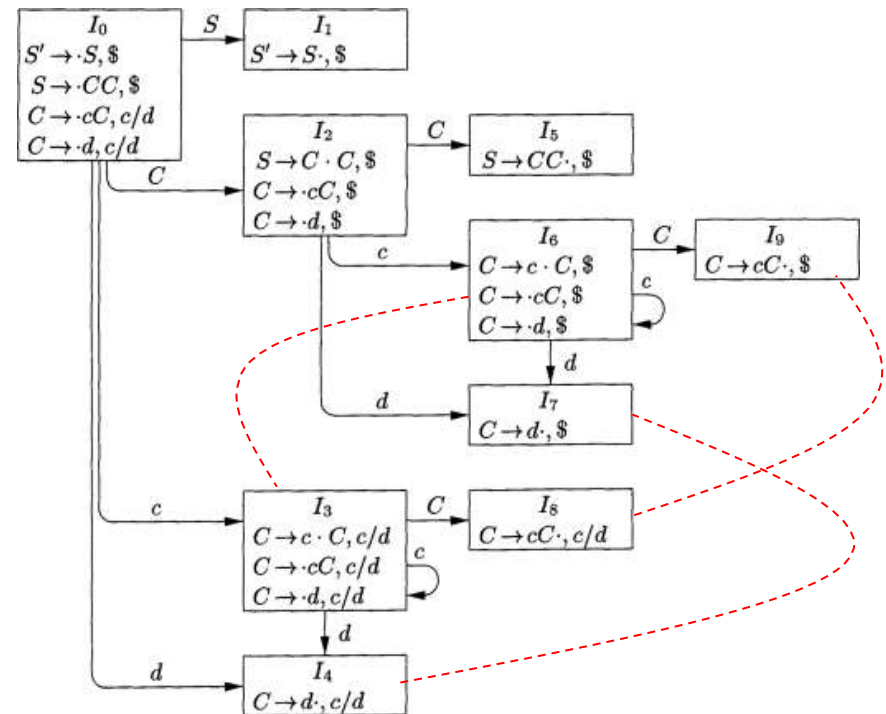 I₀
S′ → ·S, $
S → ·CC, $
C → ·cC, c/d
C → ·d, c/d
S
I₁
S′ → S·, $
C
I₂
S → C · C, $
C → ·cC, $
C → ·d, $
C
I₅
S → CC·, $
c
I₆
C → c · C, $
C → ·cC, $
C → ·d, $
C
I₉
C → cC·, $
c
d
d
I₇
C → d·, $
c
I₃
C → c · C, c/d
C → ·cC, c/d
C → ·d, c/d
C
I₈
C → cC·, c/d
c
d
d
I₄
C → d·, c/d